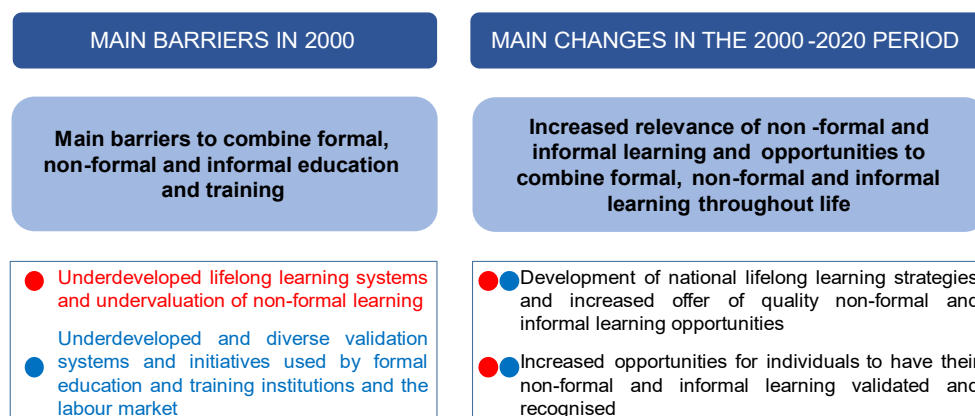 MAIN BARRIERS IN 2000
MAIN CHANGES IN THE 2000 -2020 PERIOD
Main barriers to combine formal,
non-formal and informal education
and training
Increased relevance of non -formal and
informal learning and opportunities to
combine formal, non-formal and informal
learning throughout life
Underdeveloped lifelong learning systems
and undervaluation of non-formal learning
Underdeveloped and diverse validation
systems and initiatives used by formal
education and training institutions and the
labour market
Development of national lifelong learning strategies
and increased offer of quality non-formal and
informal learning opportunities
Increased opportunities for individuals to have their
non-formal and informal learning validated and
recognised